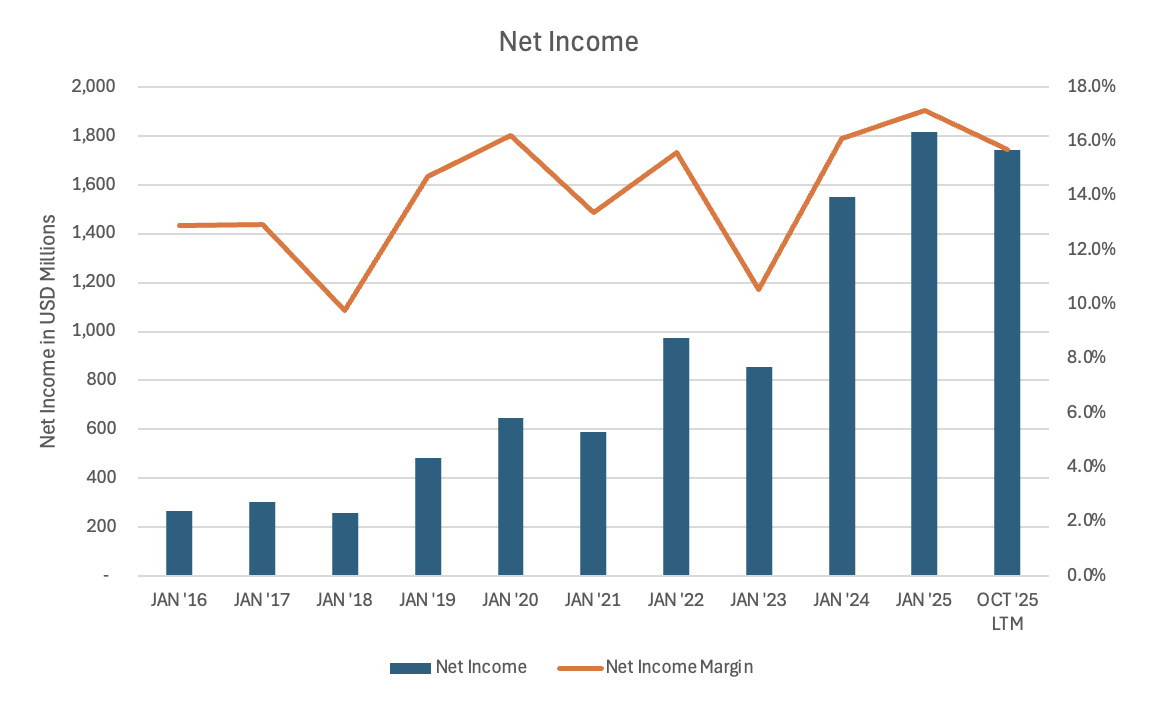 Net Income
Net Income in USD Millions
2,000
1,800
1,600
1,400
1,200
1,000
800
600
400
200
-
18.0%
16.0%
14.0%
12.0%
10.0%
8.0%
6.0%
4.0%
2.0%
0.0%
JAN '16
JAN '17
JAN '18
JAN '19
JAN '20
JAN '21
JAN '22
JAN '23
JAN '24
JAN '25
OCT '25
LTM
Net Income
Net Income Margin